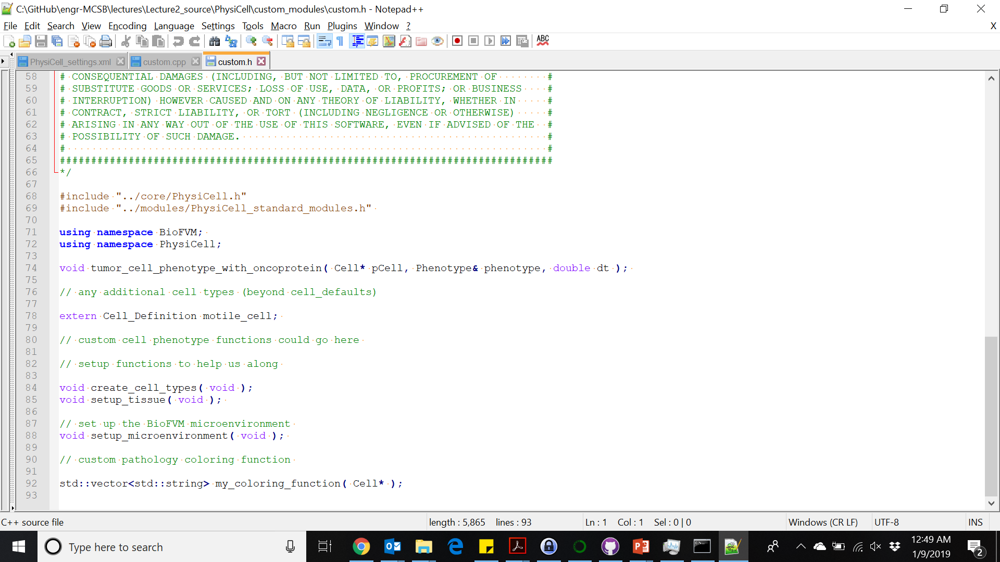 C:\GitHub\engr-MCSB\lectures\Lecture2_source\PhysiCell\custom_modules\custom.h - Notepad++
File Edit Search View Encoding Language Settings Tools Macro Run Plugins Window ? X
ABC
PhysiCell_settings.xml custom.cpp custom.h
58 # CONSEQUENTIAL DAMAGES (INCLUDING, BUT NOT LIMITED TO, PROCUREMENT OF #
59 # SUBSTITUTE GOODS OR SERVICES; LOSS OF USE, DATA, OR PROFITS; OR BUSINESS #
60 # INTERRUPTION) HOWEVER CAUSED AND ON ANY THEORY OF LIABILITY, WHETHER IN #
61 # CONTRACT, STRICT LIABILITY, OR TORT (INCLUDING NEGLIGENCE OR OTHERWISE) #
62 # ARISING IN ANY WAY OUT OF THE USE OF THIS SOFTWARE, EVEN IF ADVISED OF THE #
63 # POSSIBILITY OF SUCH DAMAGE. #
64 # #
65 ###############################################################################
66 */
67
68 #include "../core/PhysiCell.h"
69 #include "../modules/PhysiCell_standard_modules.h"
70
71 using namespace BioFVM;
72 using namespace PhysiCell;
73
74 void tumor_cell_phenotype_with_oncoprotein( Cell* pCell, Phenotype& phenotype, double dt );
75
76 // any additional cell types (beyond cell_defaults)
77
78 extern Cell_Definition motile_cell;
79
80 // custom cell phenotype functions could go here
81
82 // setup functions to help us along
83
84 void create_cell_types( void );
85 void setup_tissue( void );
86
87 // set up the BioFVM microenvironment
88 void setup_microenvironment( void );
89
90 // custom pathology coloring function
91
92 std::vector<std::string> my_coloring_function( Cell* );
93
C++ source file length : 5,865 lines : 93 Ln : 1 Col : 1 Sel : 0 | 0 Windows (CR LF) UTF-8 INS
Type here to search
12:49 AM
1/9/2019
2